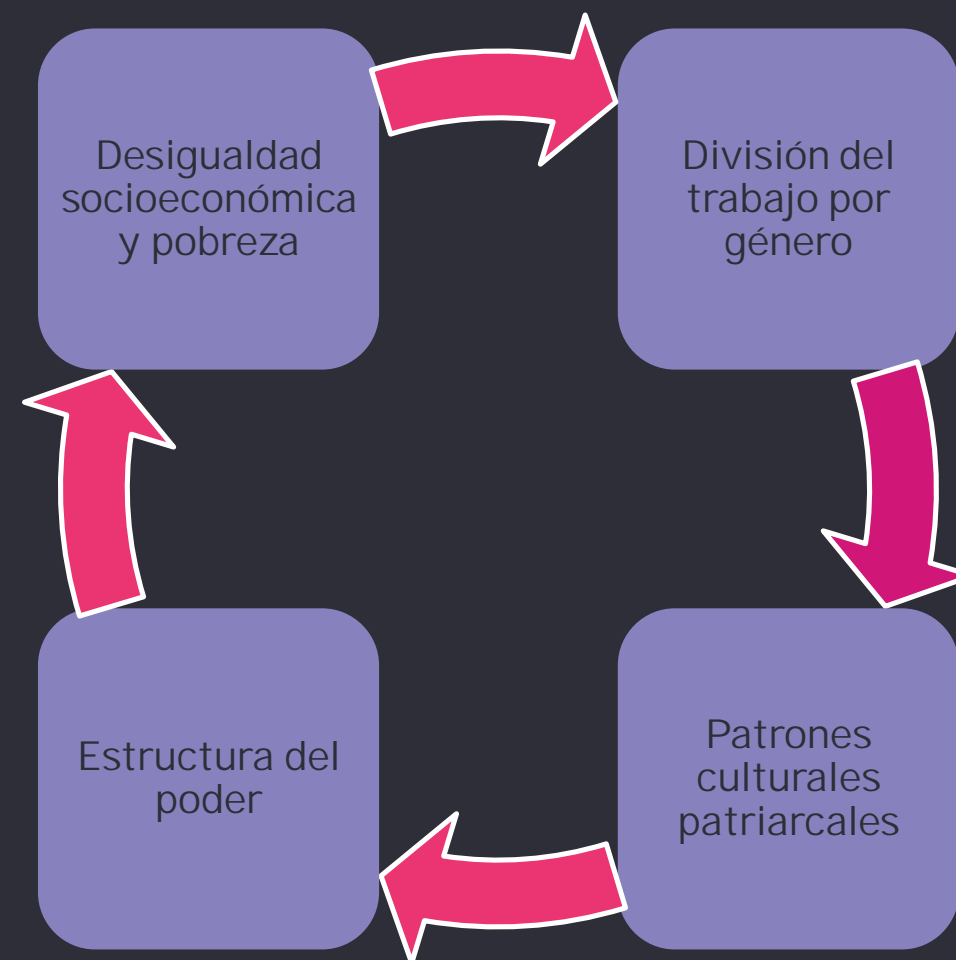 Desigualdad
socioeconómica
y pobreza
División del
trabajo por
género
Patrones
culturales
patriarcales
Estructura del
poder